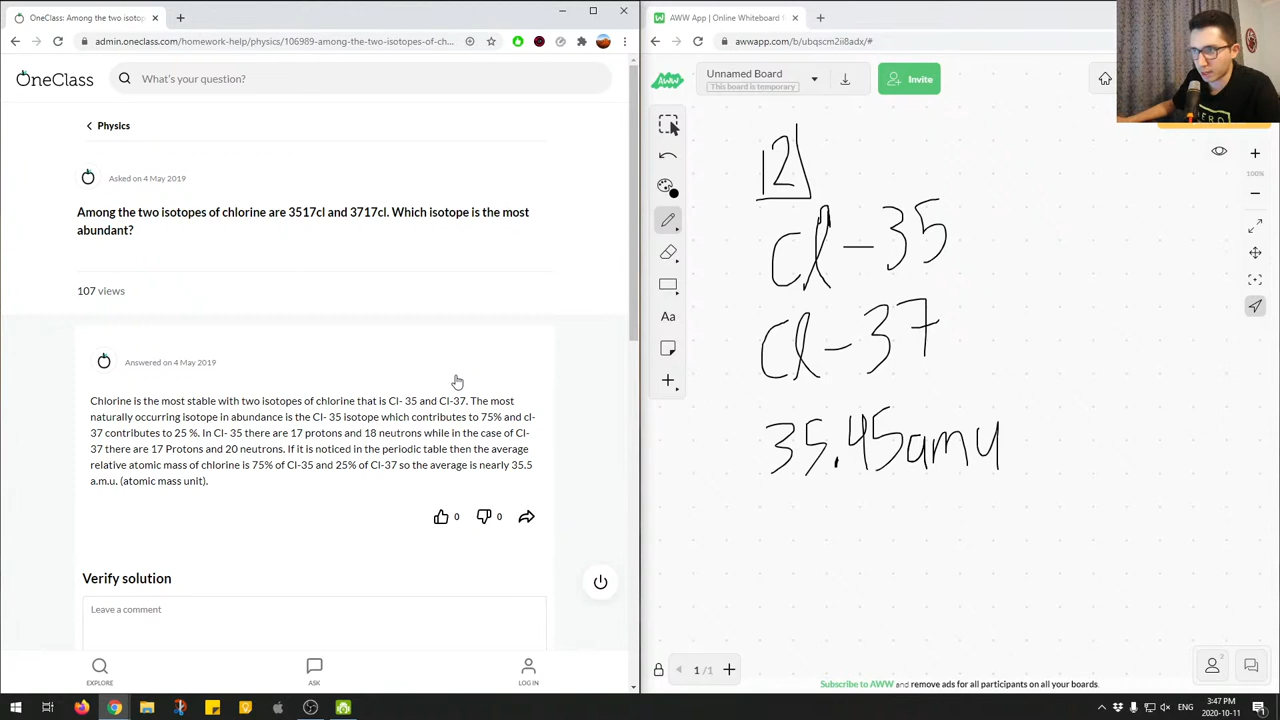 OneClass: Among the two isotop
admin.oneclass.com/homework-help/physics/106989-among-the-two-isotopes-of-ch...
OneClass
What's your question?
Physics
Asked on 4 May 2019
Among the two isotopes of chlorine are 3517cl and 3717cl. Which isotope is the most
abundant?
107 views
Answered on 4 May 2019
Chlorine is the most stable with two isotopes of chlorine that is Cl- 35 and Cl-37. The most
naturally occurring isotope in abundance is the Cl- 35 isotope which contributes to 75% and cl-
37 contributes to 25 %. In Cl- 35 there are 17 protons and 18 neutrons while in the case of Cl-
37 there are 17 Protons and 20 neutrons. If it is noticed in the periodic table then the average
relative atomic mass of chlorine is 75% of Cl-35 and 25% of Cl-37 so the average is nearly 35.5
a.m.u. (atomic mass unit).
0
0
Verify solution
Leave a comment
EXPLORE
ASK
LOG IN
AWW App | Online Whiteboard f
awwapp.com/b/ubqscm2ii8adx/#
AWW
Unnamed Board
This board is temporary
Invite
100%
12
Cl-35
Cl-37
35.45amu
Aa
1 /1
2
Subscribe to AWW and remove ads for all participants on all your boards.
ENG
3:47 PM
2020-10-11
1